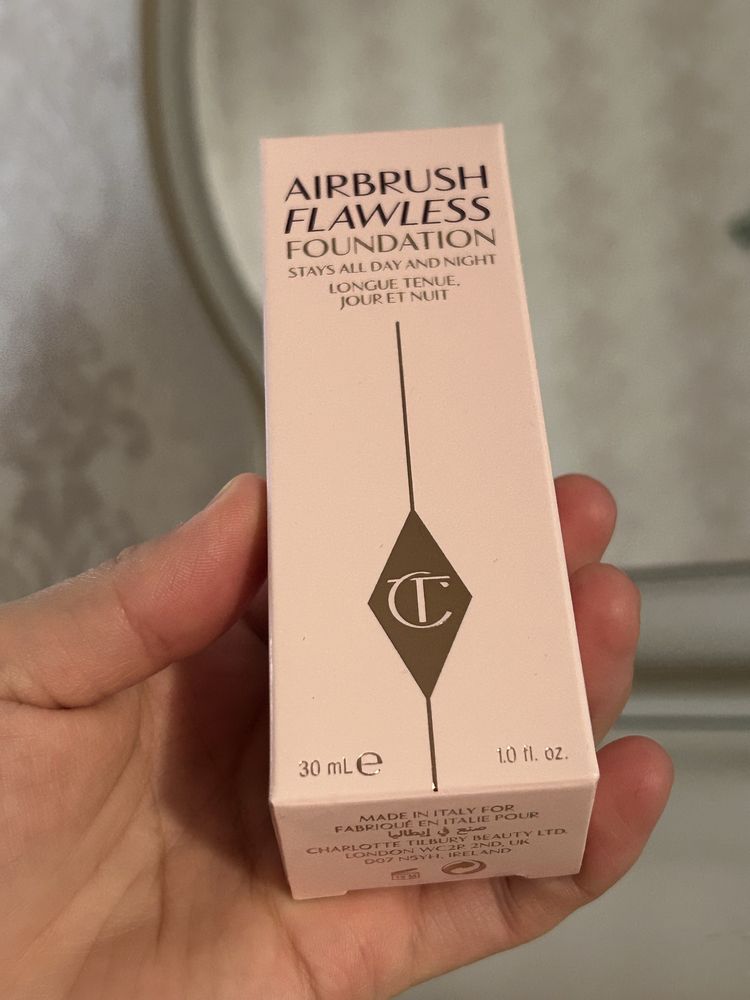 AIRBRUSH
FLAWLESS
FOUNDATION
STAYS ALL DAY AND NIGHT
LONGUE TENUE,
JOUR ET NUIT
CT
30 mL e
1.0 fl. oz.
MADE IN ITALY FOR
FABRIQUÉ EN ITALIE POUR
صنع في إيطاليا
CHARLOTTE TILBURY BEAUTY LTD.
LONDON WC2R 2ND, UK
D07 N5YH, IRELAND